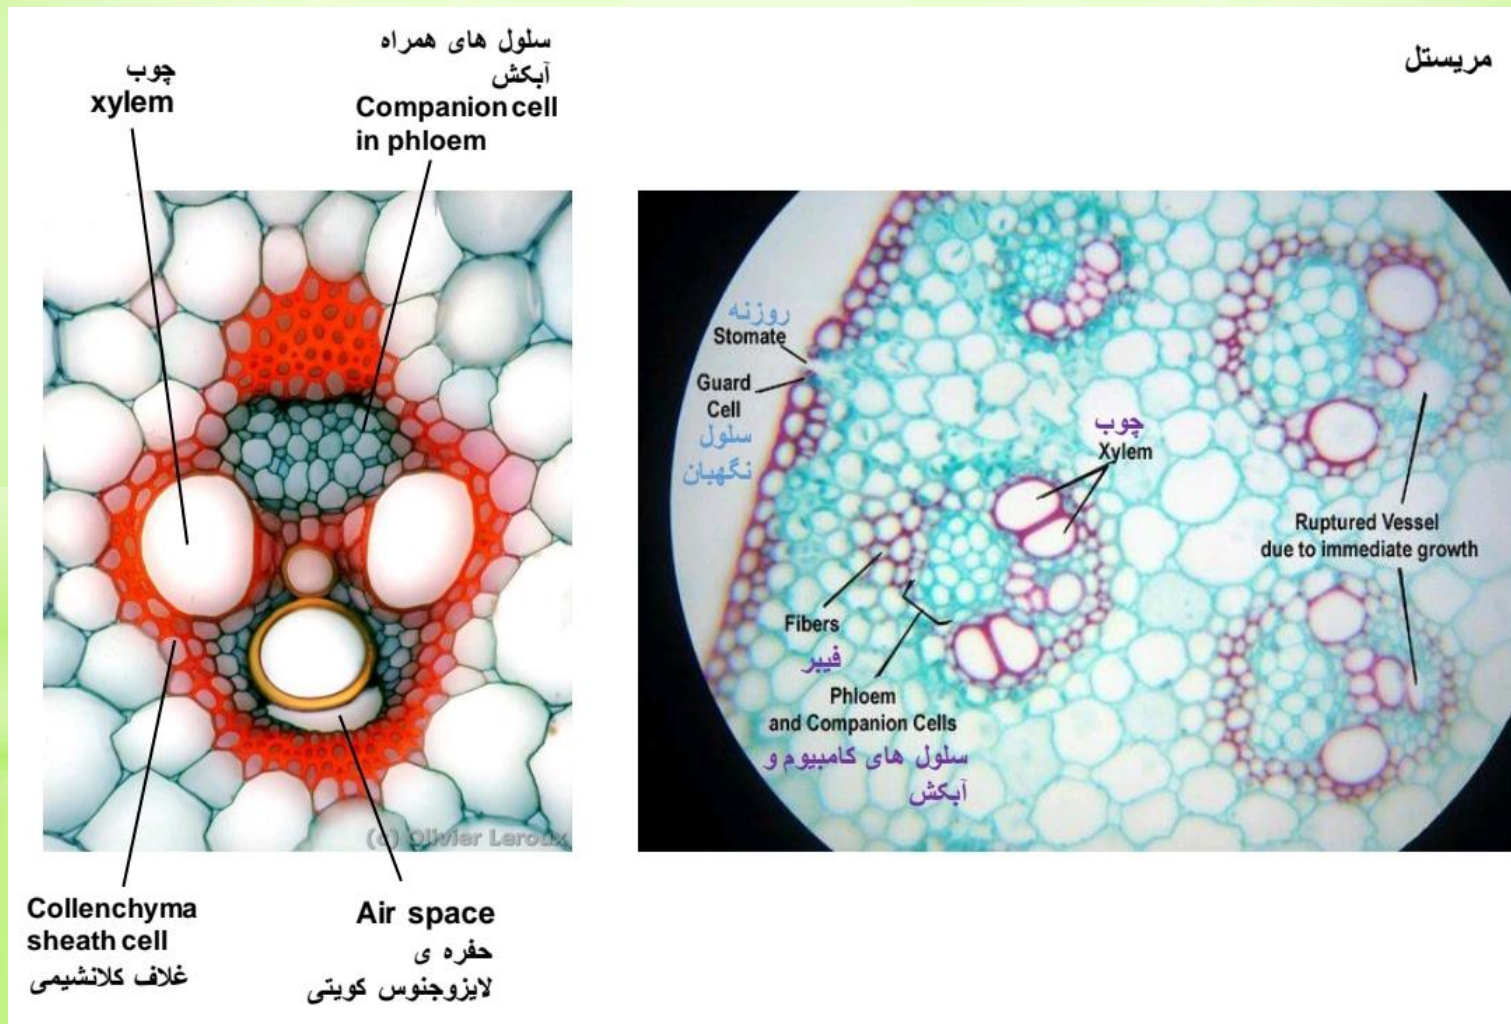 مریستل
چوب
xylem
سلول های همراه
آبکش
Companion cell
in phloem
(c) Olivier Leroux
Collenchyma
sheath cell
غلاف کلانشیمی
Air space
حفره ی
لایزوجنوس کویتی
روزنه
Stomate
Guard
Cell
سلول
نگهبان
چوب
Xylem
Fibers
فیبر
Phloem
and Companion Cells
سلول های کامبیوم و
آبکش
Ruptured Vessel
due to immediate growth